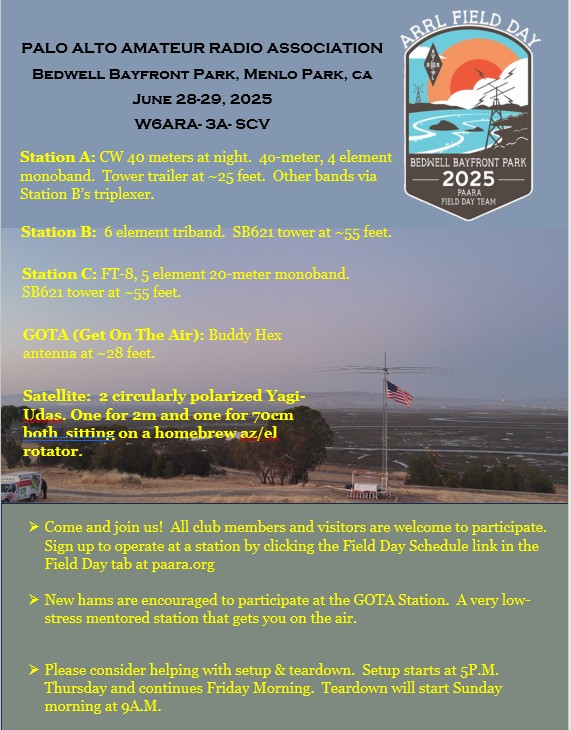 PALO ALTO AMATEUR RADIO ASSOCIATION
Bedwell Bayfront Park, Menlo Park, ca
June 28-29, 2025
W6ARA- 3A- SCV
ARRL FIELD DAY
ARRL
BEDWELL BAYFRONT PARK
2025
PAARA
FIELD DAY TEAM
Station A: CW 40 meters at night.  40-meter, 4 element
monoband.  Tower trailer at ~25 feet.  Other bands via
Station B's triplexer.
Station B:  6 element triband.  SB621 tower at ~55 feet.
Station C: FT-8, 5 element 20-meter monoband.
SB621 tower at ~55 feet.
GOTA (Get On The Air): Buddy Hex
antenna at ~28 feet.
Satellite:  2 circularly polarized Yagi-
Udas. One for 2m and one for 70cm
both  sitting on a homebrew az/el
rotator.
➢ Come and join us!  All club members and visitors are welcome to participate.
Sign up to operate at a station by clicking the Field Day Schedule link in the
Field Day tab at paara.org
➢ New hams are encouraged to participate at the GOTA Station.  A very low-
stress mentored station that gets you on the air.
➢ Please consider helping with setup & teardown.  Setup starts at 5P.M.
Thursday and continues Friday Morning.  Teardown will start Sunday
morning at 9A.M.